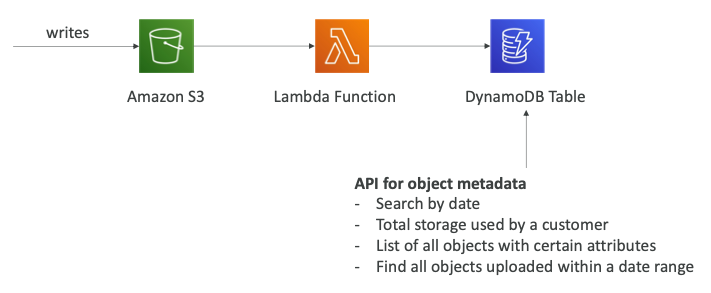 writes
Amazon S3
Lambda Function
DynamoDB Table
API for object metadata
- Search by date
- Total storage used by a customer
- List of all objects with certain attributes
- Find all objects uploaded within a date range